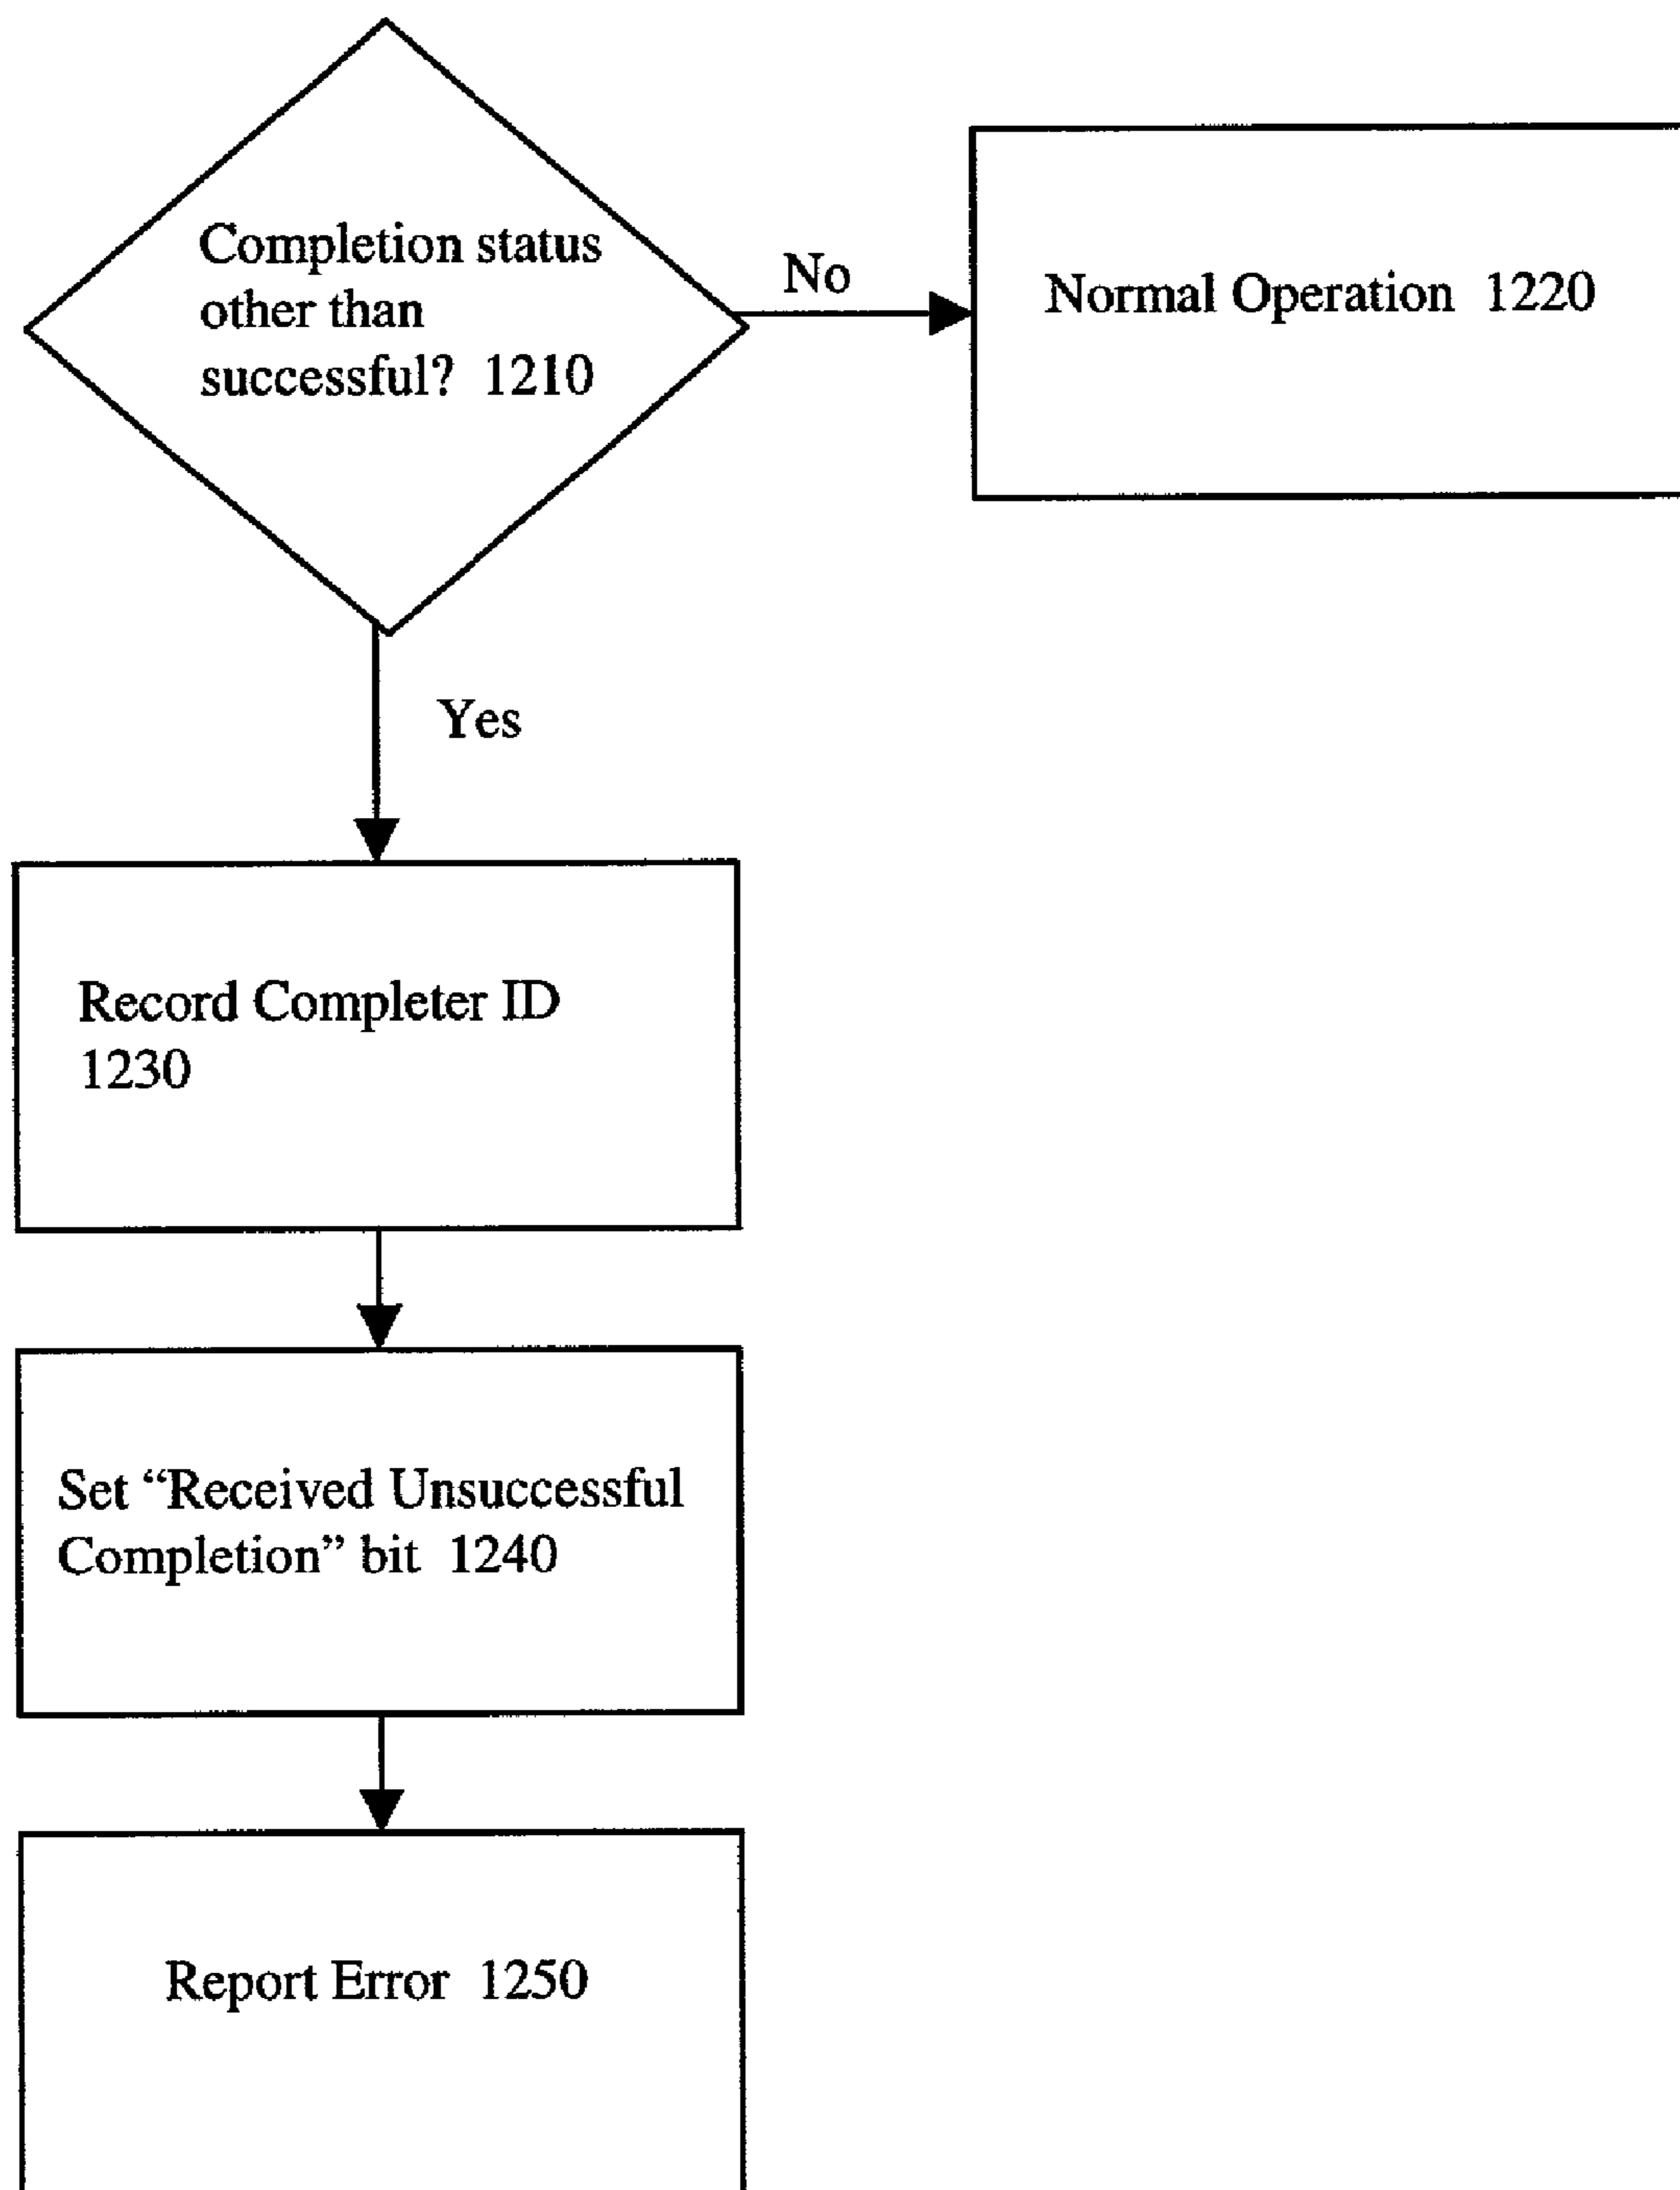 Completion status
other than
successful? 1210
No
Normal Operation 1220
Yes
Record Completer ID
1230
Set “Received Unsuccessful
Completion” bit 1240
Report Error 1250